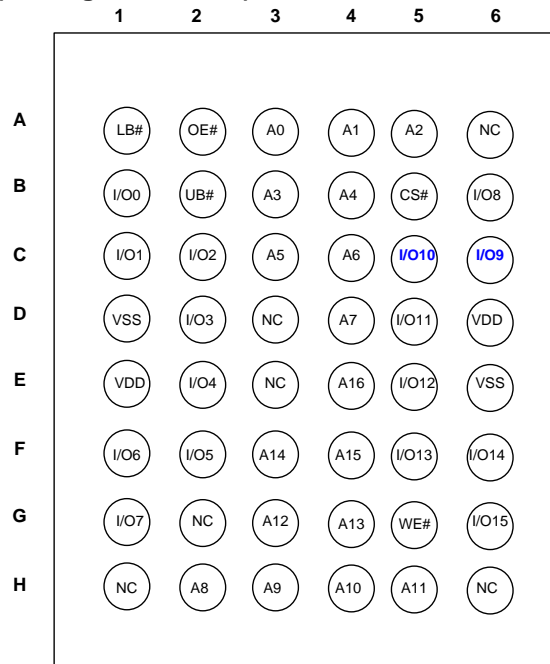 1 2 3 4 5 6
A LB# OE# A0 A1 A2 NC
B I/O0 UB# A3 A4 CS# I/O8
C I/O1 I/O2 A5 A6 I/O10 I/O9
D VSS I/O3 NC A7 I/O11 VDD
E VDD I/O4 NC A16 I/O12 VSS
F I/O6 I/O5 A14 A15 I/O13 I/O14
G I/O7 NC A12 A13 WE# I/O15
H NC A8 A9 A10 A11 NC